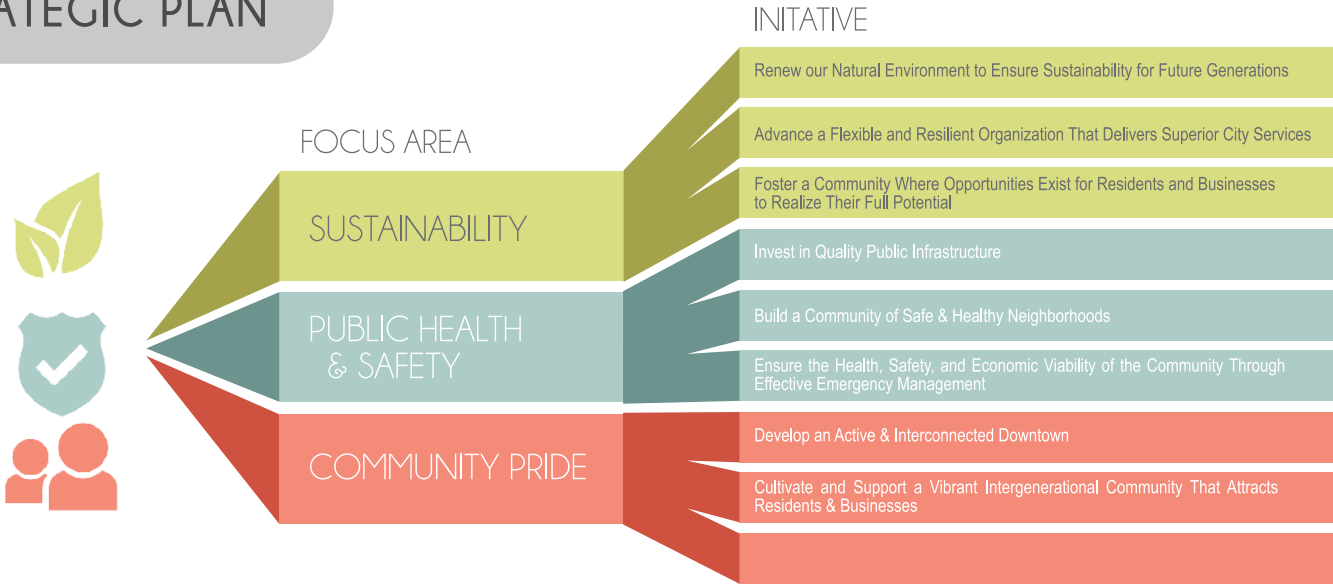 ATEGIC PLAN
INITATIVE
Renew our Natural Environment to Ensure Sustainability for Future Generations
Advance a Flexible and Resilient Organization That Delivers Superior City Services
FOCUS AREA
Foster a Community Where Opportunities Exist for Residents and Businesses
to Realize Their Full Potential
SUSTAINABILITY
Invest in Quality Public Infrastructure
Build a Community of Safe & Healthy Neighborhoods
PUBLIC HEALTH
& SAFETY
Ensure the Health, Safety, and Economic Viability of the Community Through
Effective Emergency Management
Develop an Active & Interconnected Downtown
COMMUNITY PRIDE
Cultivate and Support a Vibrant Intergenerational Community That Attracts
Residents & Businesses